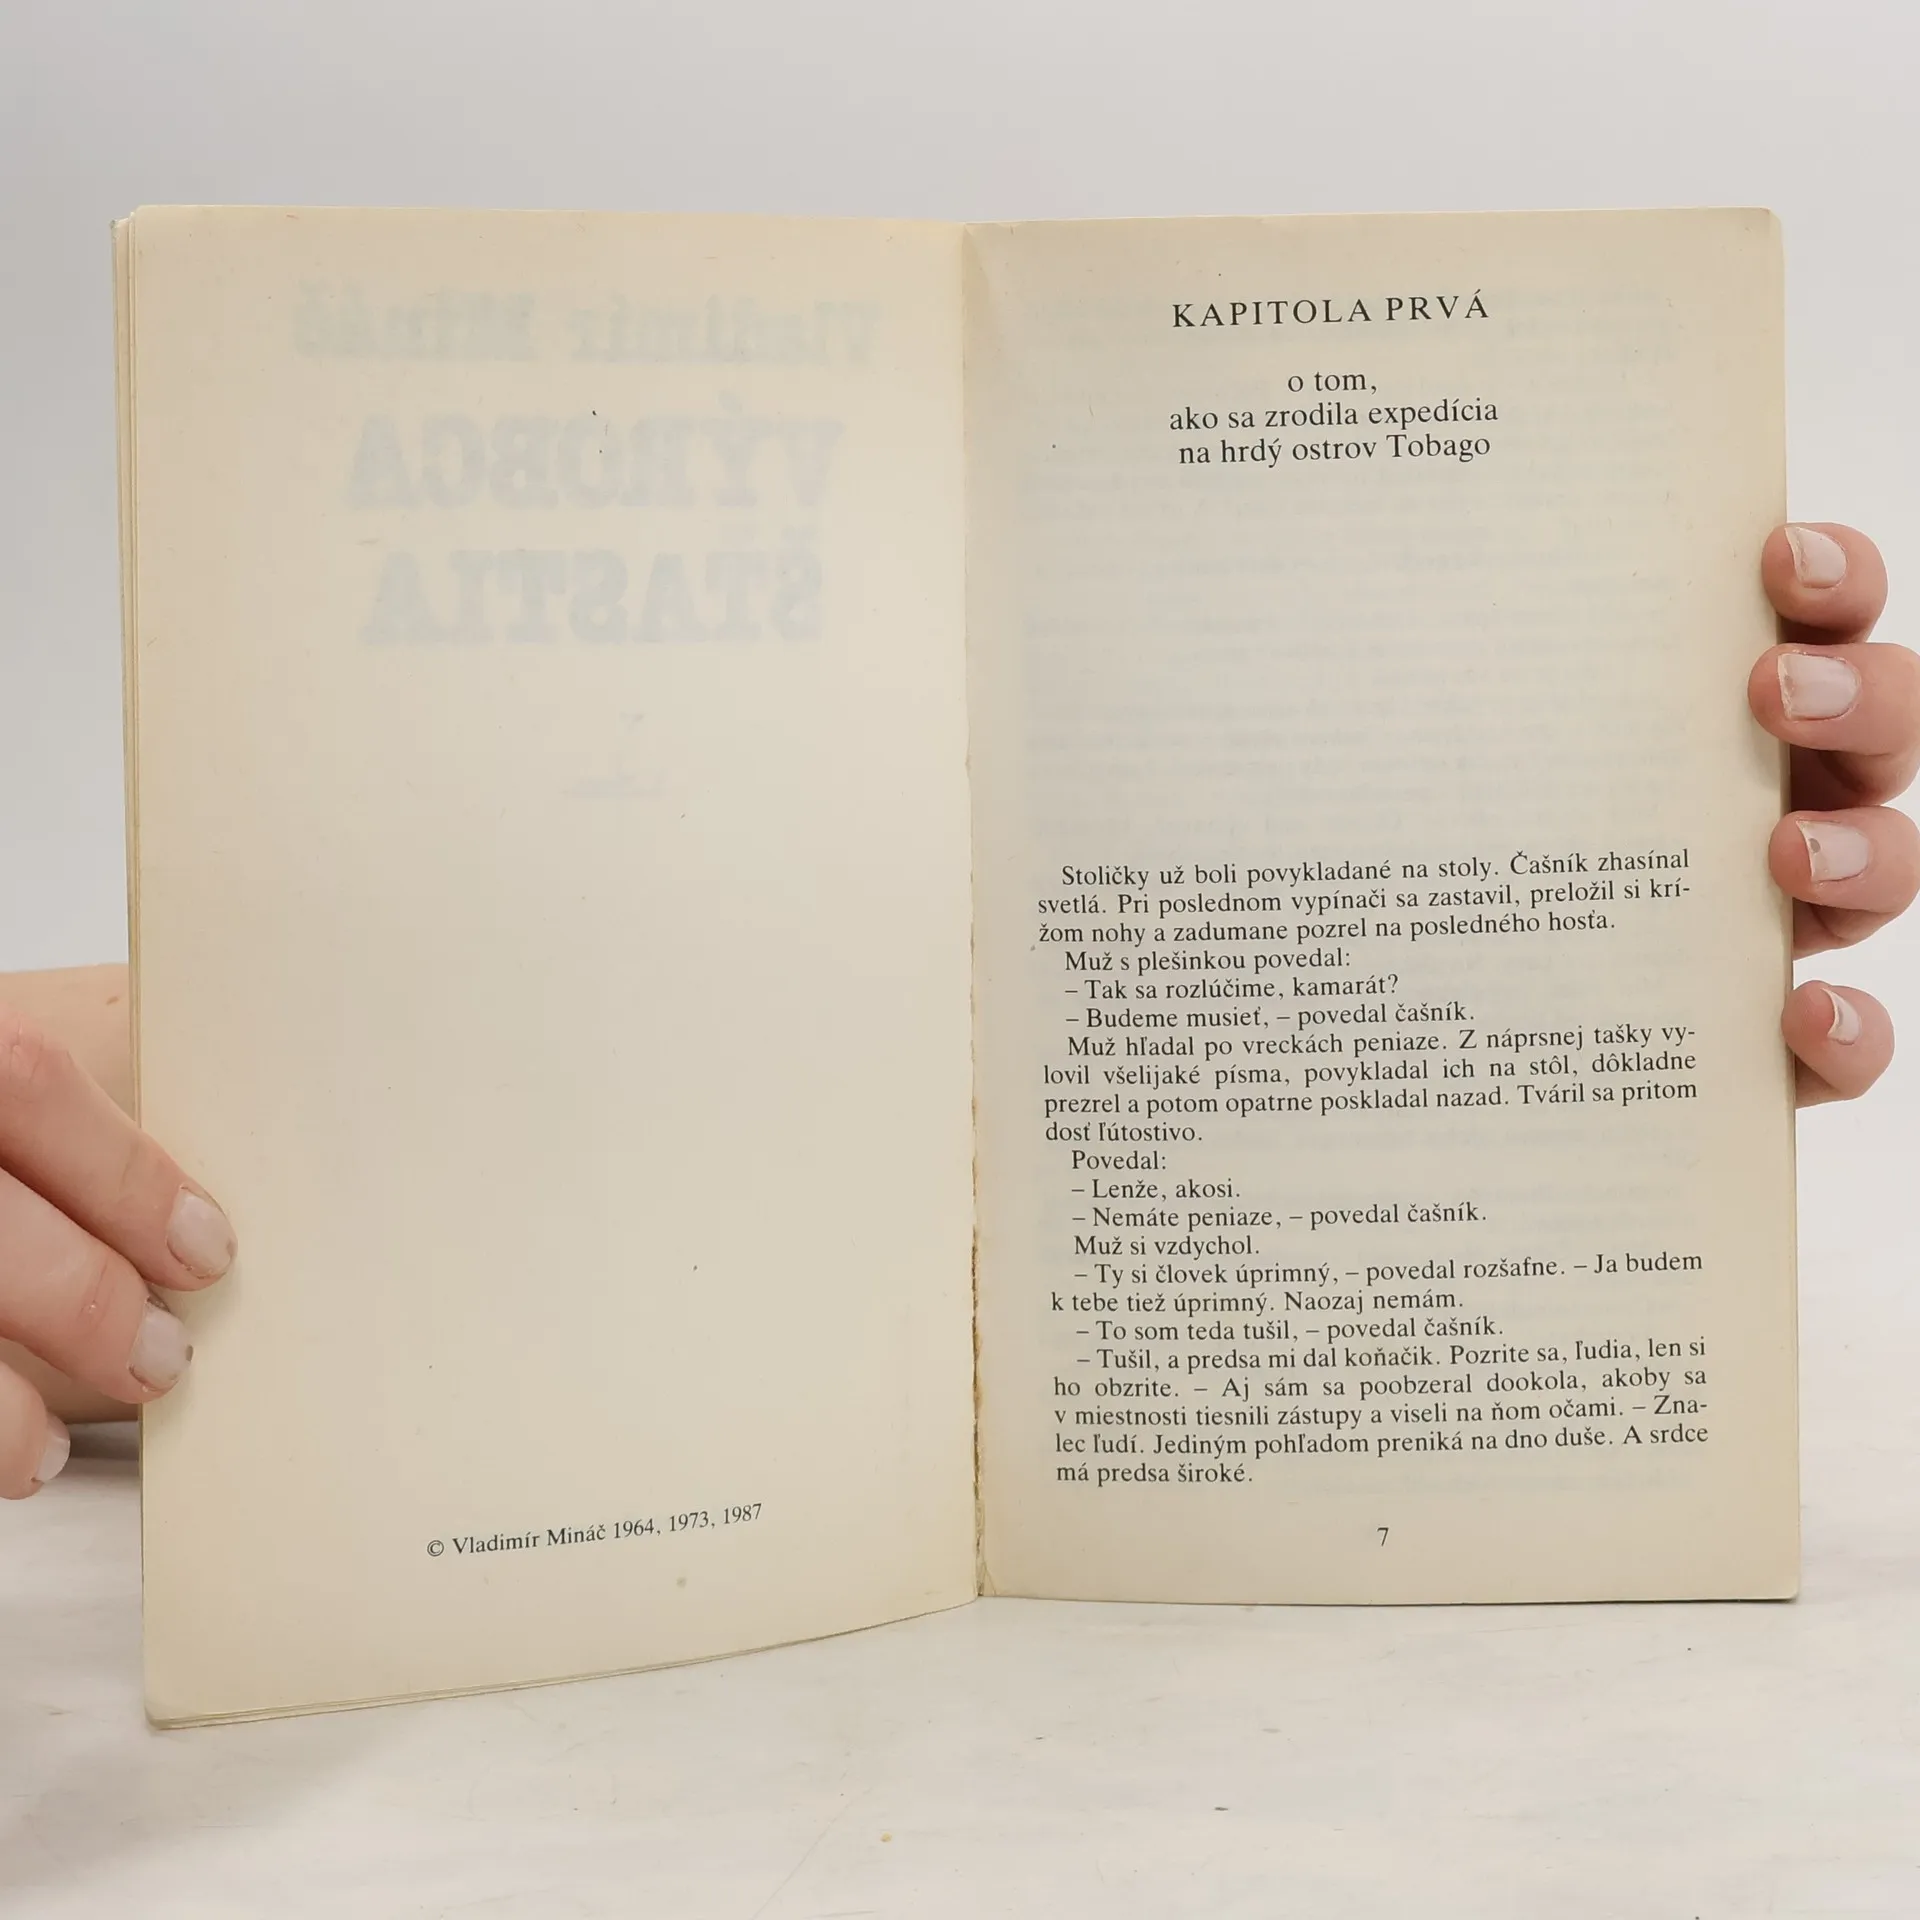 © Vladimír Mináč 1964, 1973, 1987
KAPITOLA PRVÁ
o tom,
ako sa zrodila expedícia
na hrdý ostrov Tobago
Stoličky už boli povykladané na stoly. Čašník zhasínal
svetlá. Pri poslednom vypínači sa zastavil, preložil si krí-
žom nohy a zadumane pozrel na posledného hosťa.
Muž s plešinkou povedal:
– Tak sa rozlúčime, kamarát?
– Budeme musieť, – povedal čašník.
Muž hľadal po vreckách peniaze. Z náprsnej tašky vy-
lovil všelijaké písma, povykladal ich na stôl, dôkladne
prezrel a potom opatrne poskladal nazad. Tváril sa pritom
dosť ľútostivo.
Povedal:
– Lenže, akosi.
– Nemáte peniaze, – povedal čašník.
Muž si vzdychol.
– Ty si človek úprimný, – povedal rozšafne. – Ja budem
k tebe tiež úprimný. Naozaj nemám.
– To som teda tušil, – povedal čašník.
– Tušil, a predsa mi dal koňačik. Pozrite sa, ľudia, len si
ho obzrite. – Aj sám sa poobzeral dookola, akoby sa
v miestnosti tiesnili zástupy a viseli na ňom očami. – Zna-
lec ľudí. Jediným pohľadom preniká na dno duše. A srdce
má predsa široké.
7